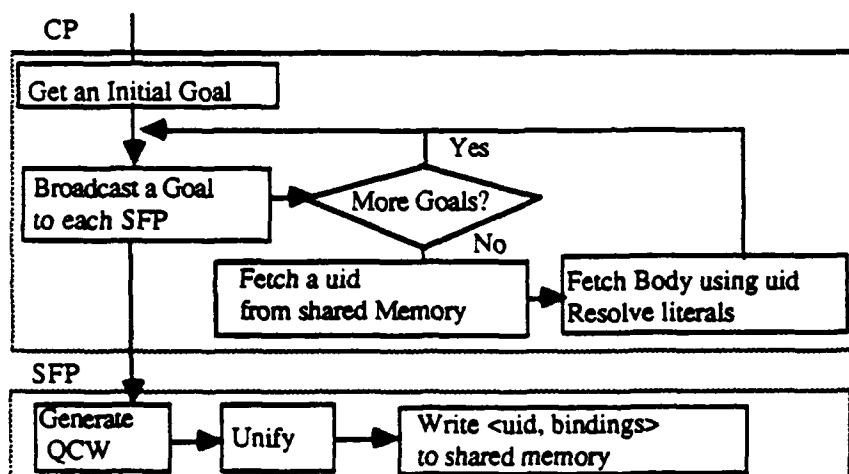 CP
Get an Initial Goal
Yes
Broadcast a Goal
to each SFP
More Goals?
No
Fetch a uid
from shared Memory
Fetch Body using uid
Resolve literals
SFP
Generate
QCW
Unify
Write <uid, bindings>
to shared memory